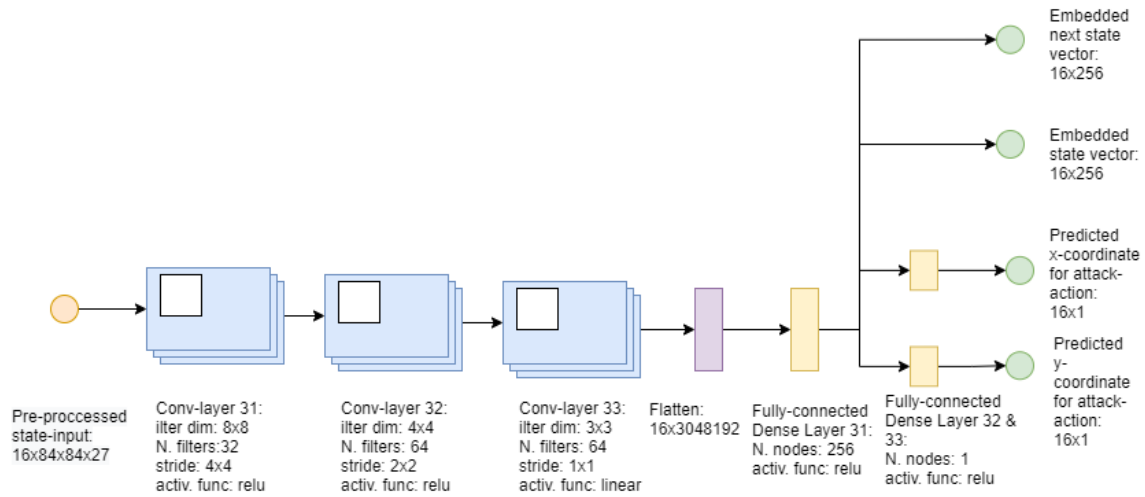 Embedded
next state
vector:
16x256
Embedded
state vector:
16x256
Predicted
x-coordinate
for attack-
action:
16x1
Predicted
y-
coordinate
for attack-
action:
16x1
Pre-proccessed
state-input:
16x84x84x27
Conv-layer 31:
ilter dim: 8x8
N. filters:32
stride: 4x4
activ. func: relu
Conv-layer 32:
ilter dim: 4x4
N. filters: 64
stride: 2x2
activ. func: relu
Conv-layer 33:
ilter dim: 3x3
N. filters: 64
stride: 1x1
activ. func: linear
Flatten:
16x3048192
Fully-connected
Dense Layer 31:
N. nodes: 256
activ. func: relu
Fully-connected
Dense Layer 32 &
33:
N. nodes: 1
activ. func: relu